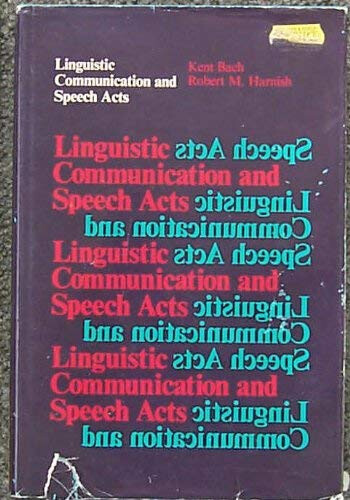 Linguistic
Communication and
Speech Acts
Kent Bach
Robert M. Harnish
Linguistic Speech Acts
Communication and
Speech Acts Linguistic
Communication and
Linguistic Speech Acts
Communication and
Speech Acts Linguistic
Communication and
Linguistic Speech Acts
Communication and
Speech Acts Linguistic
Communication and